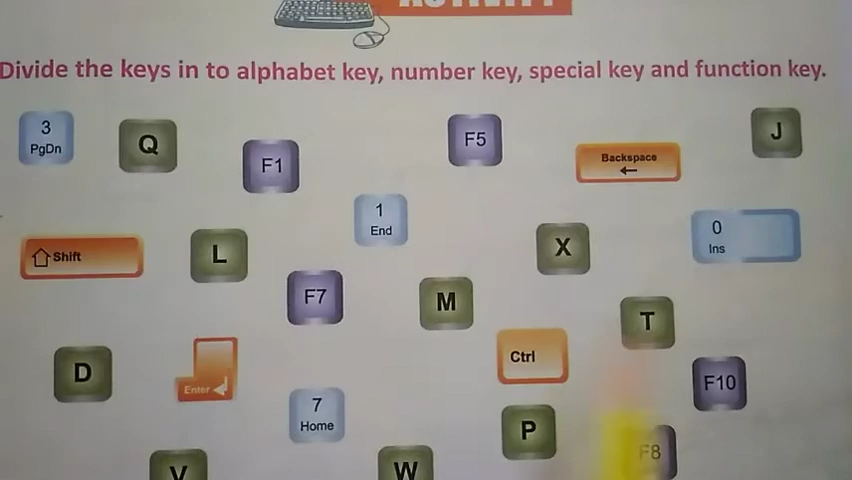 ACTIVITY
Divide the keys in to alphabet key, number key, special key and function key.
3
PgDn
Q
F1
F5
Backspace
J
1
End
0
Ins
Shift
L
X
F7
M
T
D
Enter
Ctrl
F10
7
Home
P
F8
V
W